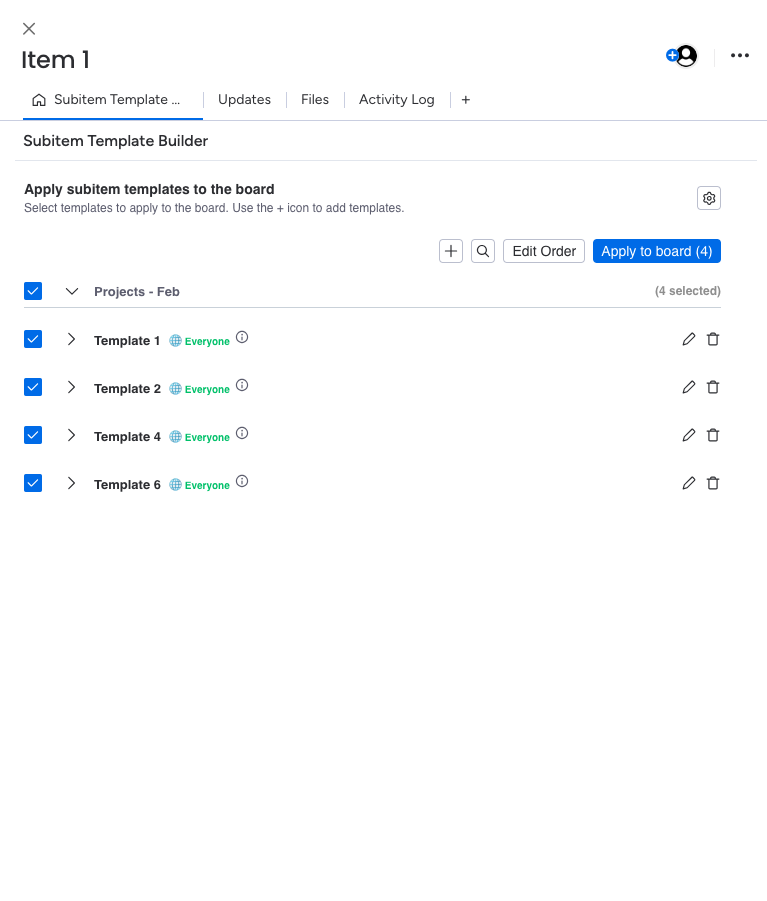 Item 1
Subitem Template ...
Updates
Files
Activity Log
+
Subitem Template Builder
Apply subitem templates to the board
Select templates to apply to the board. Use the + icon to add templates.
Edit Order
Apply to board (4)
Projects - Feb
(4 selected)
Template 1 Everyone
Template 2 Everyone
Template 4 Everyone
Template 6 Everyone